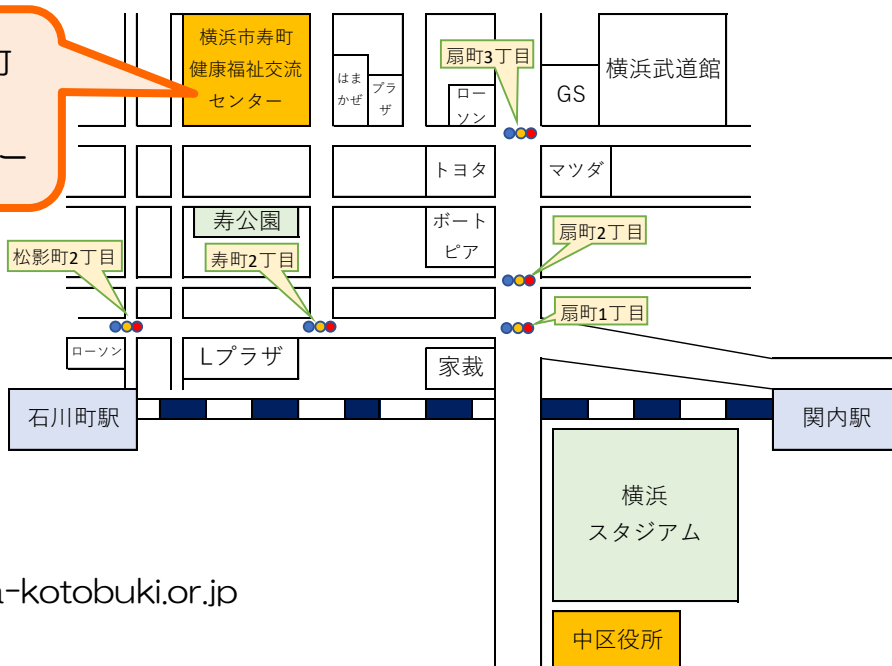 横浜市寿町
健康福祉交流
センター
町
ー
はま
かぜ
プラ
ザ
扇町3丁目
ロー
ソン
GS
横浜武道館
トヨタ
マツダ
寿公園
ボート
ピア
松影町2丁目
寿町2丁目
扇町2丁目
扇町1丁目
ローソン
Lプラザ
家裁
石川町駅
関内駅
横浜
スタジアム
-kotobuki.or.jp
中区役所